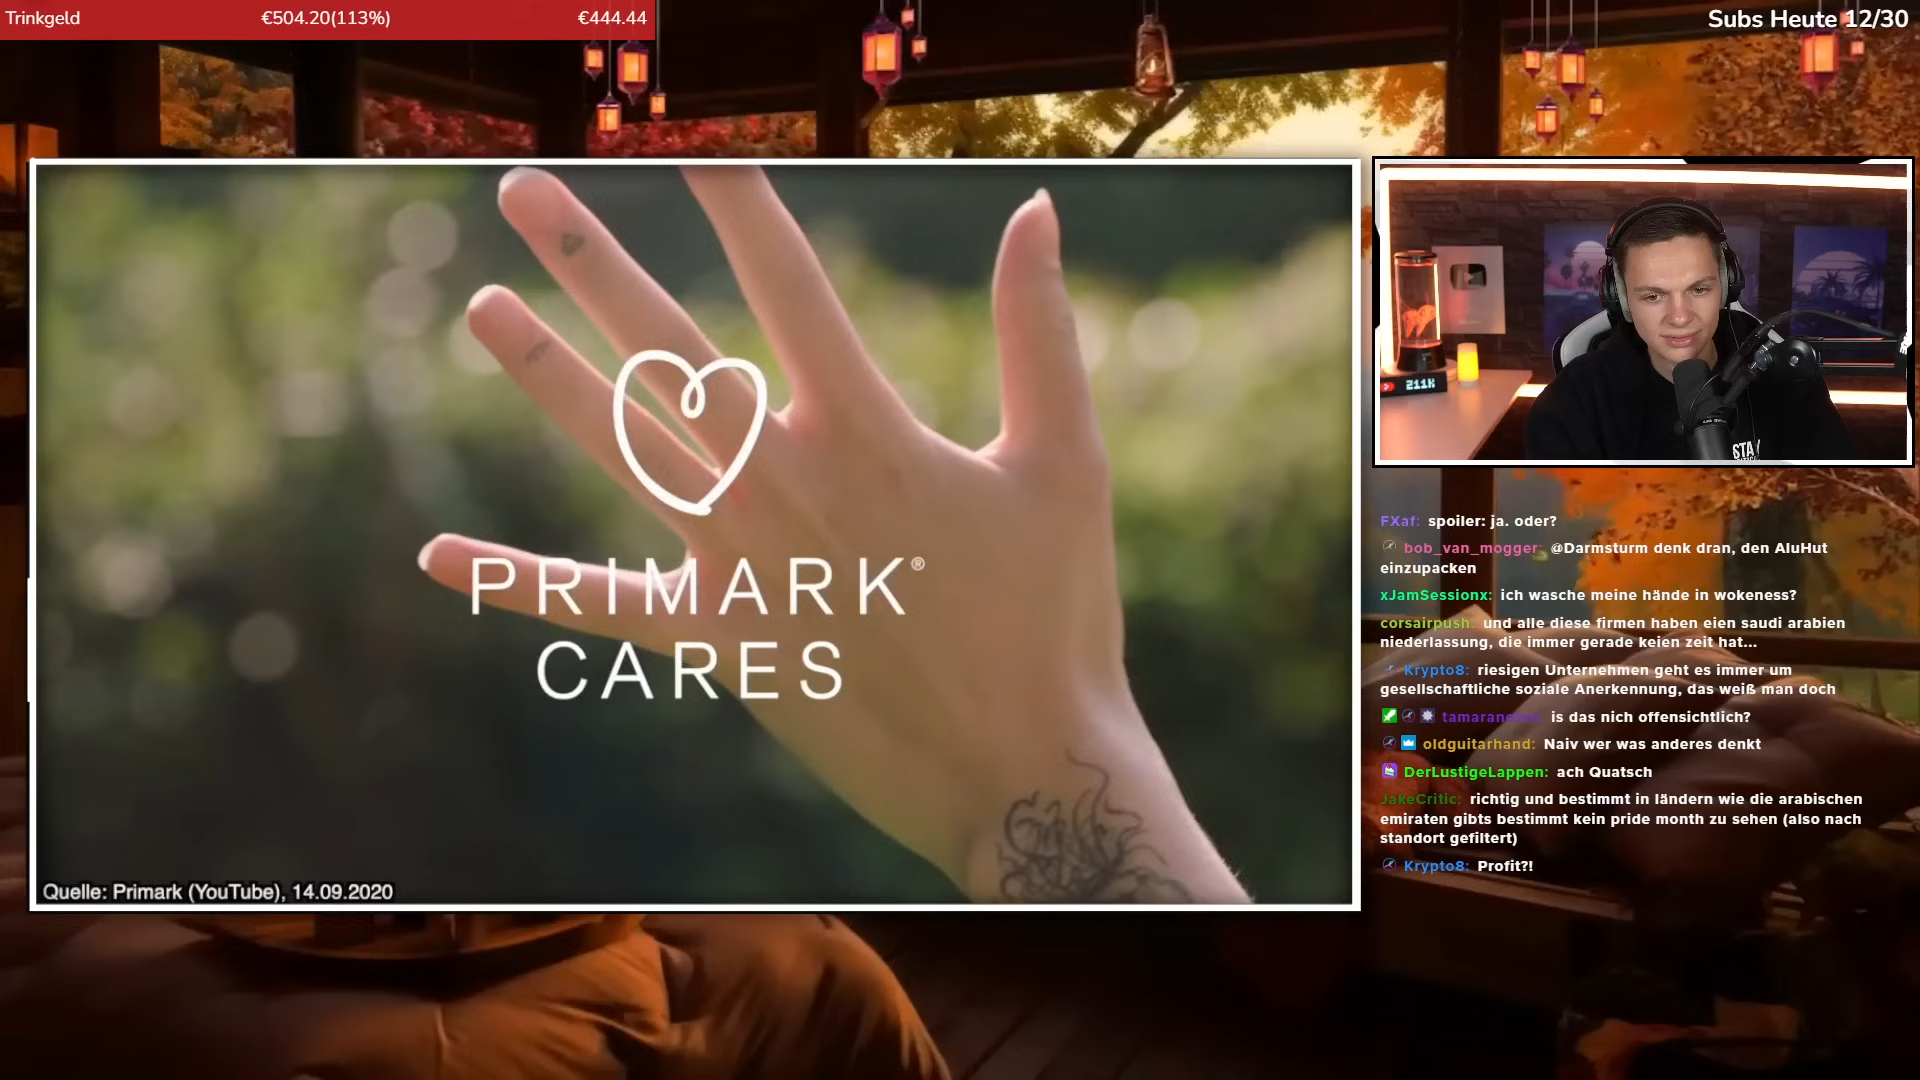 Trinkgeld €504.20(113%) €444.44
Subs Heute 12/30
PRIMARK®
CARES
Quelle: Primark (YouTube), 14.09.2020
211K
STA
FXaf: spoiler: ja. oder?
bob_van_mogger: @Darmsturm denk dran, den AluHut
einzupacken
xJamSessionx: ich wasche meine hände in wokeness?
corsairpush: und alle diese firmen haben eien saudi arabien
niederlassung, die immer gerade keien zeit hat...
Krypto8: riesigen Unternehmen geht es immer um
gesellschaftliche soziale Anerkennung, das weiß man doch
is das nich offensichtlich?
oldguitarhand: Naiv wer was anderes denkt
DerLustigeLappen: ach Quatsch
JakeCritic: richtig und bestimmt in ländern wie die arabischen
emiraten gibts bestimmt kein pride month zu sehen (also nach
standort gefiltert)
Krypto8: Profit?!